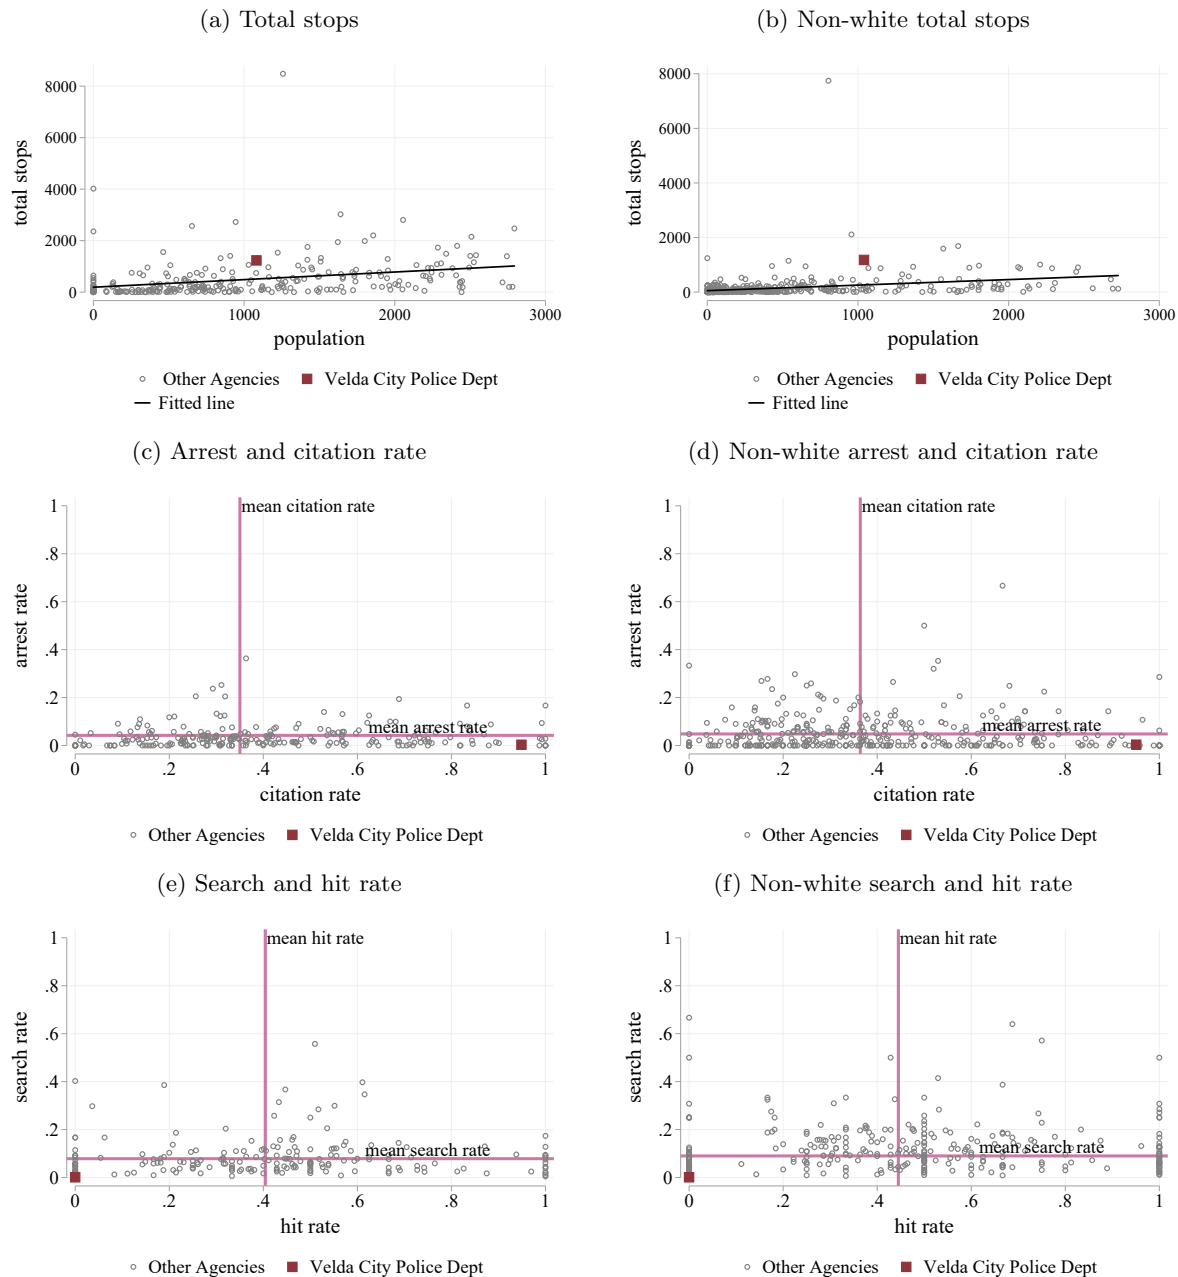 (a) Total stops
total stops
8000
6000
4000
2000
0
0 1000 2000 3000
population
Other Agencies Velda City Police Dept
Fitted line
(b) Non-white total stops
total stops
8000
6000
4000
2000
0
0 1000 2000 3000
population
Other Agencies Velda City Police Dept
Fitted line
(c) Arrest and citation rate
arrest rate
1
.8
.6
.4
.2
0
mean citation rate
mean arrest rate
0 .2 .4 .6 .8 1
citation rate
Other Agencies Velda City Police Dept
(d) Non-white arrest and citation rate
arrest rate
1
.8
.6
.4
.2
0
mean citation rate
mean arrest rate
0 .2 .4 .6 .8 1
citation rate
Other Agencies Velda City Police Dept
(e) Search and hit rate
search rate
1
.8
.6
.4
.2
0
mean hit rate
mean search rate
0 .2 .4 .6 .8 1
hit rate
Other Agencies Velda City Police Dept
(f) Non-white search and hit rate
search rate
1
.8
.6
.4
.2
0
mean hit rate
mean search rate
0 .2 .4 .6 .8 1
hit rate
Other Agencies Velda City Police Dept